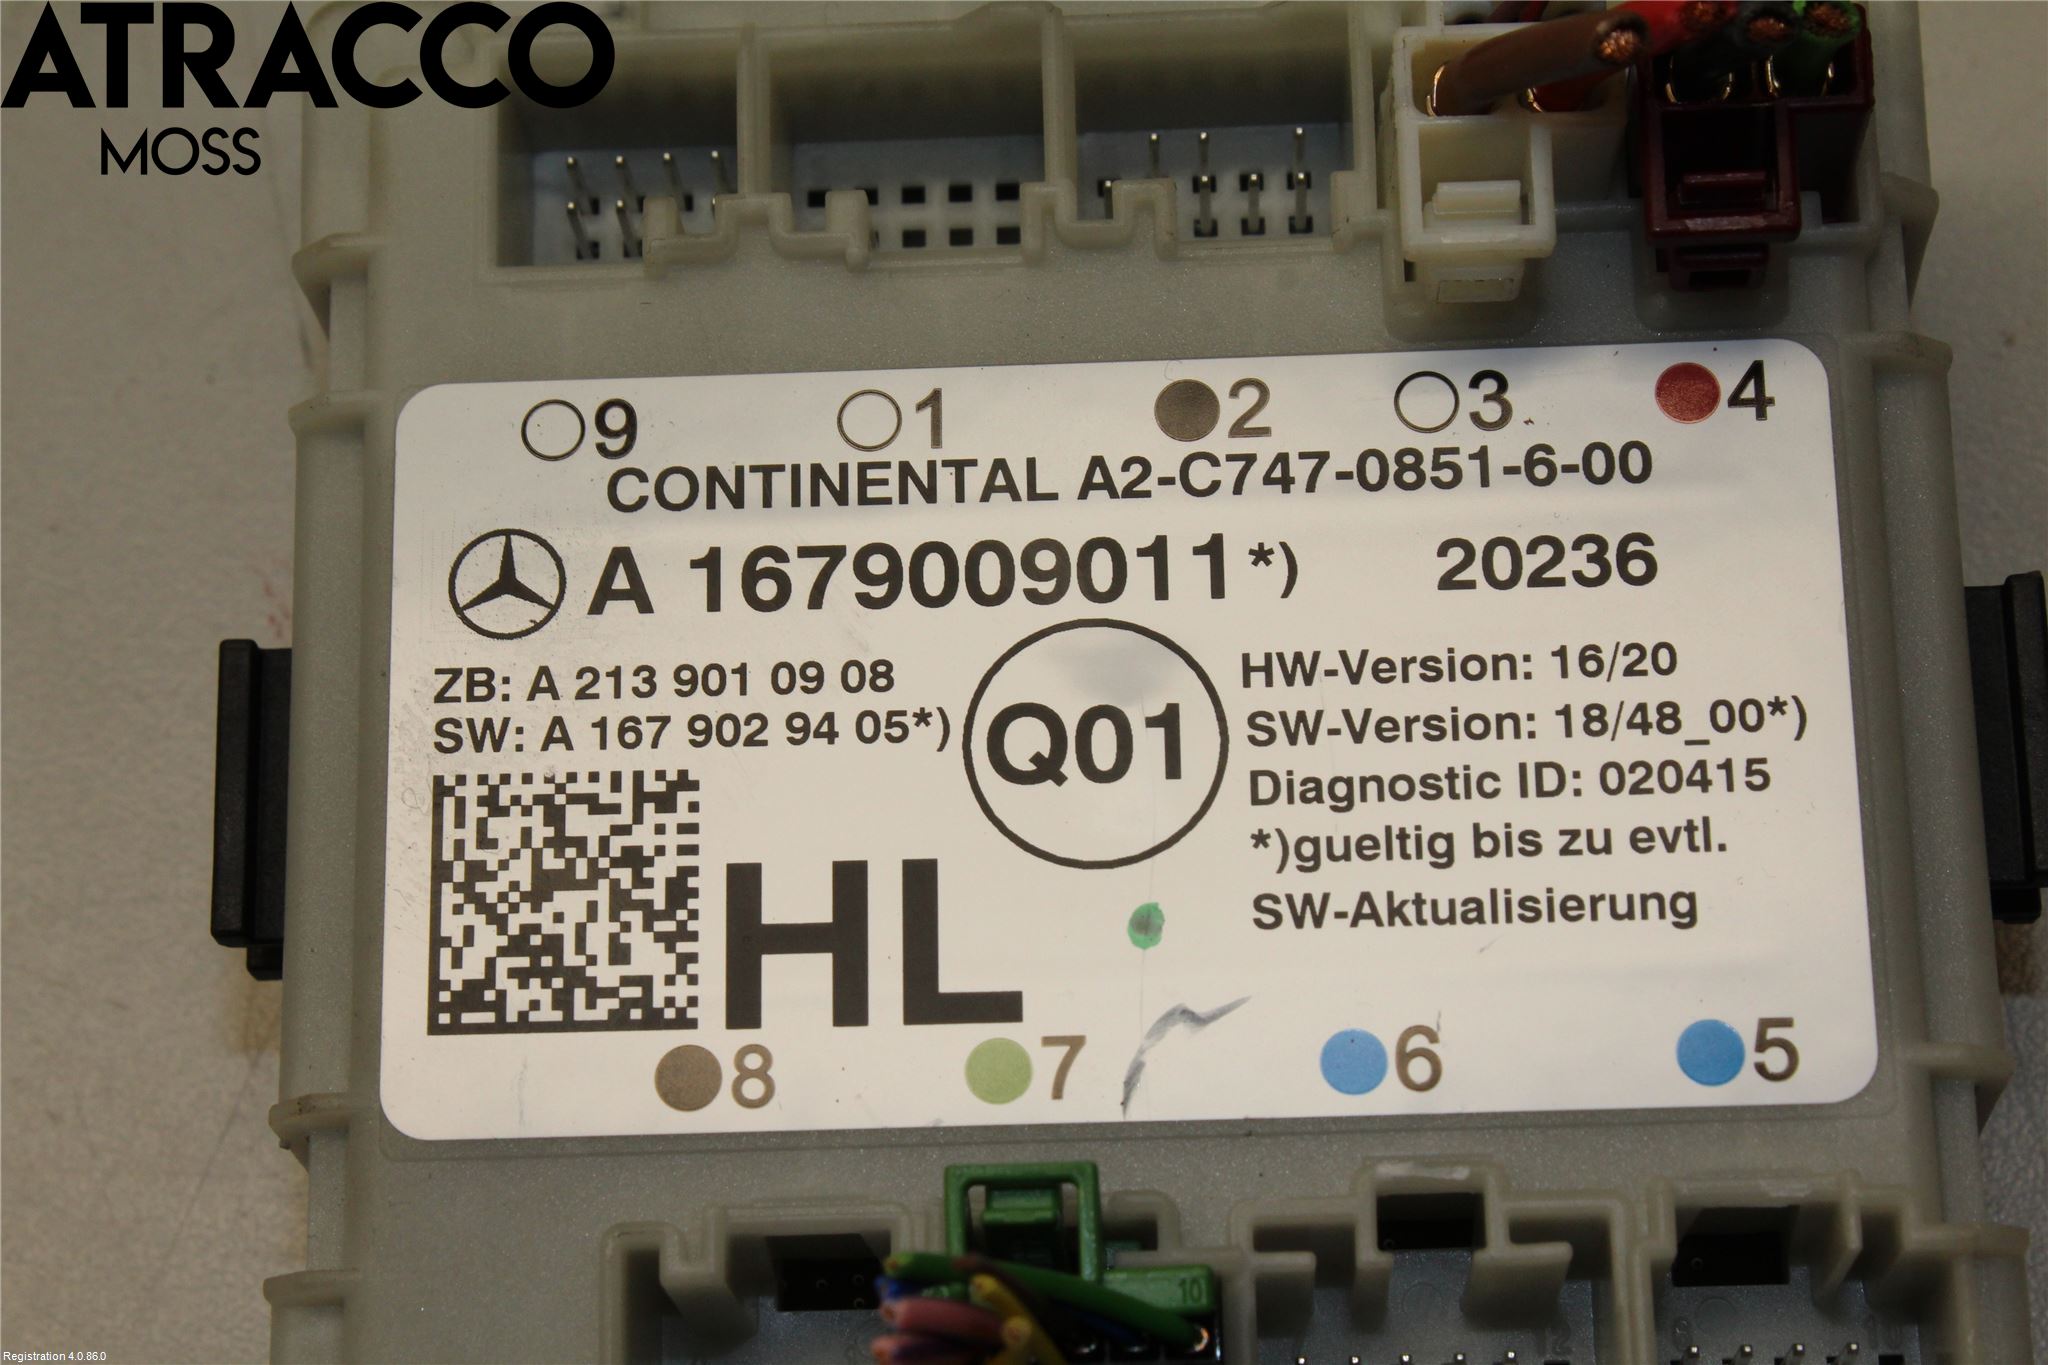 ATRACCO
MOSS
9 1 2 3 4
CONTINENTAL A2-C747-0851-6-00
A 1679009011*) 20236
ZB: A 213 901 09 08
SW: A 167 902 94 05*)
Q01
HW-Version: 16/20
SW-Version: 18/48_00*)
Diagnostic ID: 020415
*)gueltig bis zu evtl.
SW-Aktualisierung
HL
8 7 6 5
10
Registration 4.0.86.0